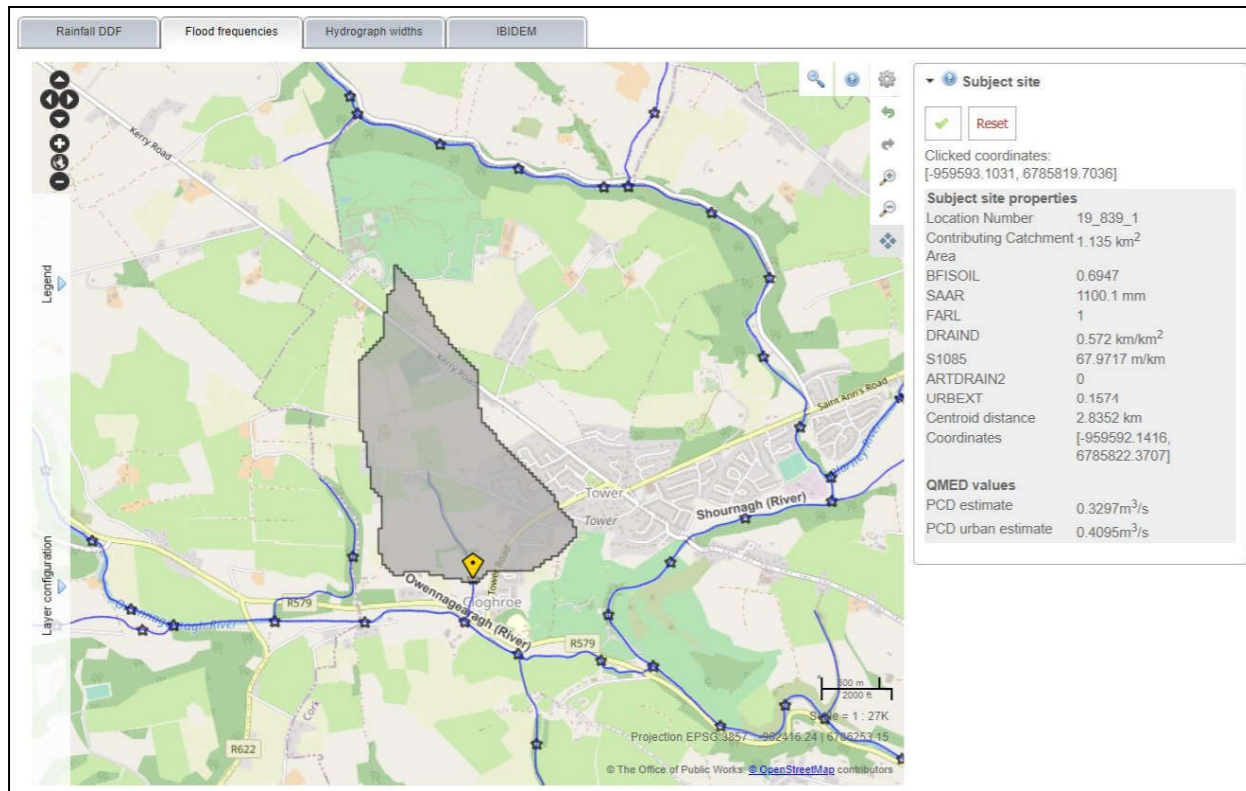 Rainfall DDF
Flood frequencies
Hydrograph widths
IBIDEM
Subject site
Reset
Clicked coordinates:
[-959593.1031, 6785819.7036]
Subject site properties
Location Number 19_839_1
Contributing Catchment Area 1.135 km²
BFISOIL 0.6947
SAAR 1100.1 mm
FARL 1
DRAIND 0.572 km/km²
S1085 67.9717 m/km
ARTDRAIN2 0
URBEXT 0.1574
Centroid distance 2.8352 km
Coordinates [-959592.1416,
6785822.3707]
QMED values
PCD estimate 0.3297m³/s
PCD urban estimate 0.4095m³/s
Kerry Road
Legend
Kerry Road
Saint Ann's Road
Tower
Tower
Shournagh (River)
Tower Road
Layer configuration
Owennagearagh (River)
Cloghroe
R579
R579
Cork
R622
500 m
2000 ft
Scale = 1 : 27K
Projection EPSG:3857
6786253.15
© The Office of Public Works. © OpenStreetMap contributors